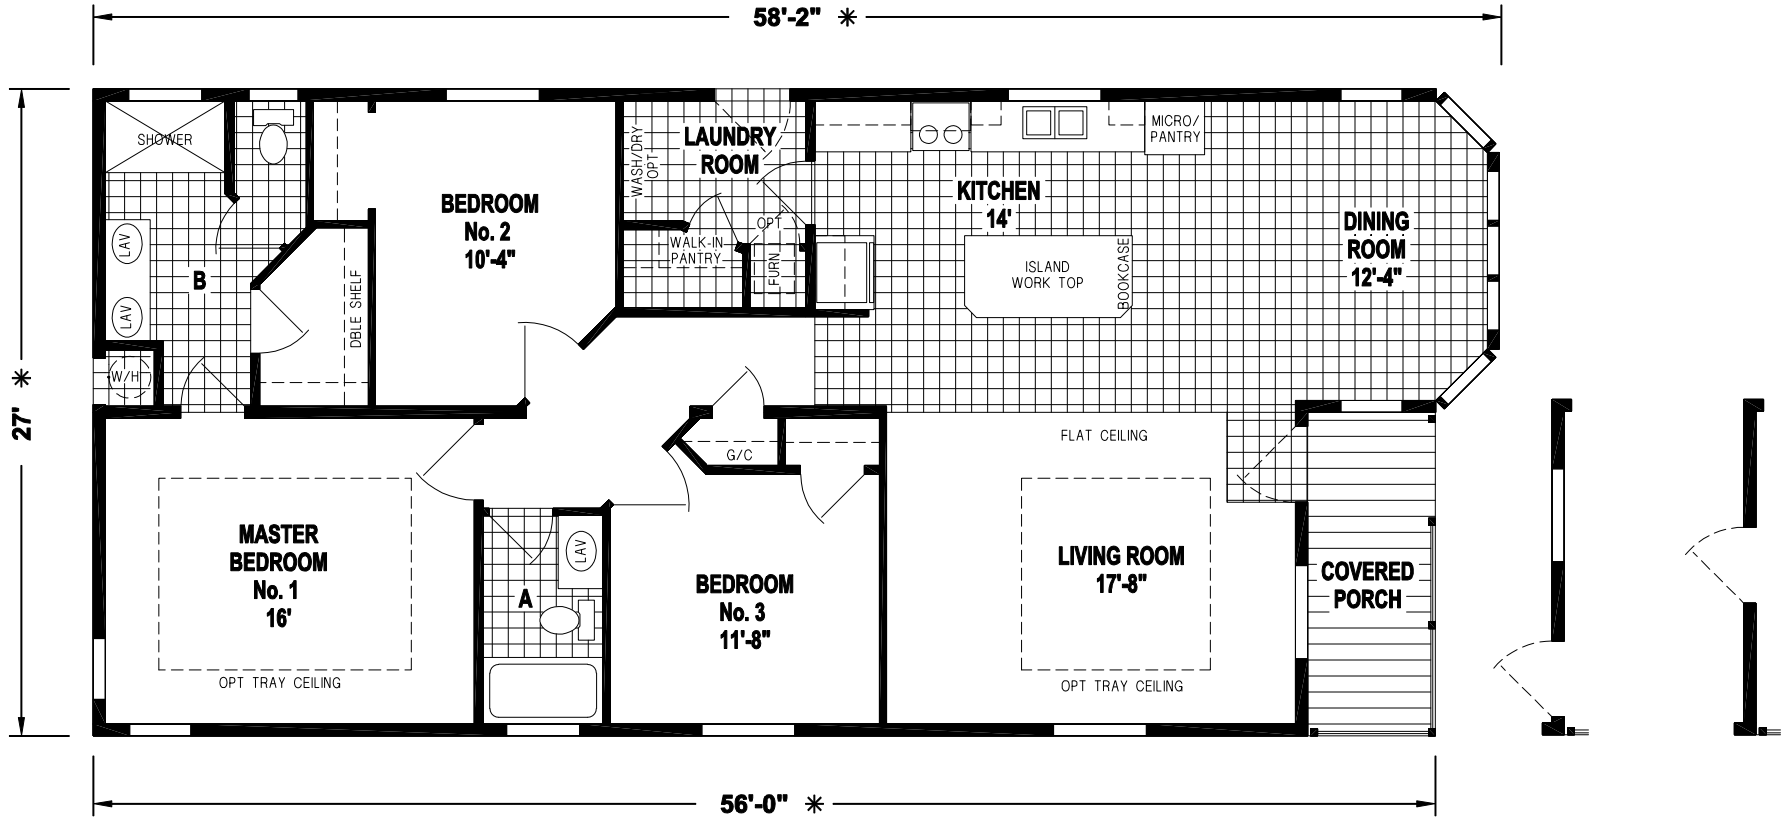 58'-2" ✳
SHOWER
LAV
LAV
B
W/H
DBLE SHELF
BEDROOM
No. 2
10'-4"
LAUNDRY
ROOM
WASH/DRY
OPT
OPT
WALK-IN
PANTRY
FURN
KITCHEN
14'
MICRO/
PANTRY
ISLAND
WORK TOP
BOOKCASE
DINING
ROOM
12'-4"
27' ✳
MASTER
BEDROOM
No. 1
16'
OPT TRAY CEILING
LAV
A
G/C
BEDROOM
No. 3
11'-8"
FLAT CEILING
LIVING ROOM
17'-8"
OPT TRAY CEILING
COVERED
PORCH
56'-0" ✳